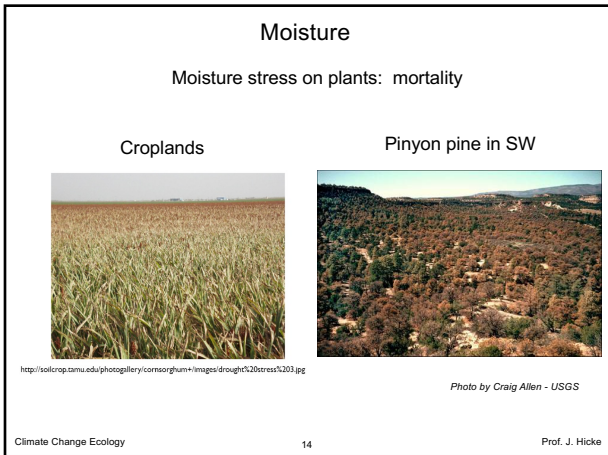 Moisture
Moisture stress on plants: mortality
Croplands
Pinyon pine in SW
http://soilcrop.tamu.edu/photogallery/cornsorghum+/images/drought%20stress%203.jpg
Photo by Craig Allen - USGS
Climate Change Ecology
14
Prof. J. Hicke